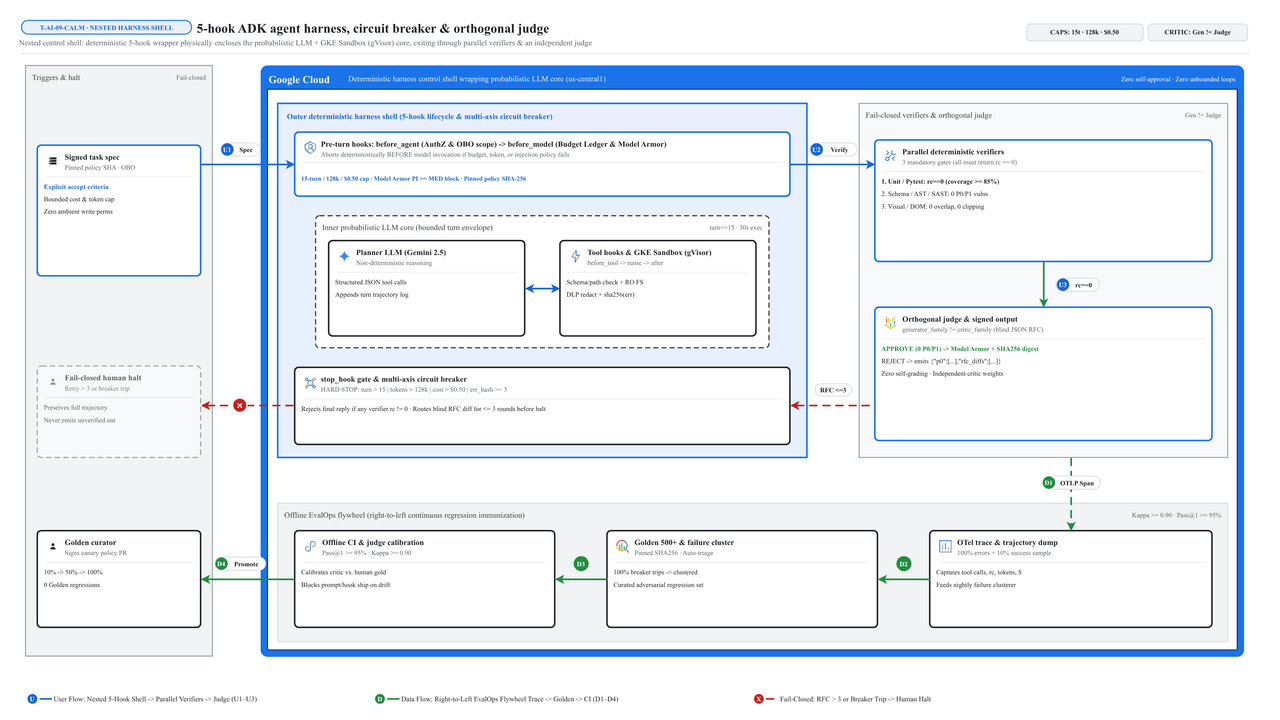 T-AI-09-CALM · NESTED HARNESS SHELL
5-hook ADK agent harness, circuit breaker & orthogonal judge
Nested control shell: deterministic 5-hook wrapper physically encloses the probabilistic LLM + GKE Sandbox (gVisor) core, exiting through parallel verifiers & an independent judge
CAPS: 15t · 128k · $0.50
CRITIC: Gen != Judge
Triggers & halt
Fail-closed
Signed task spec
Pinned policy SHA · OBO
Explicit accept criteria
Bounded cost & token cap
Zero ambient write perms
Fail-closed human halt
Retry > 3 or breaker trip
Preserves full trajectory
Never emits unverified out
Golden curator
Signs canary policy PR
10% -> 50% -> 100%
0 Golden regressions
U1 Spec
Google Cloud
Deterministic harness control shell wrapping probabilistic LLM core (us-central1)
Zero self-approval · Zero unbounded loops
Outer deterministic harness shell (5-hook lifecycle & multi-axis circuit breaker)
Pre-turn hooks: before_agent (AuthZ & OBO scope) -> before_model (Budget Ledger & Model Armor)
Aborts deterministically BEFORE model invocation if budget, token, or injection policy fails
15-turn / 128k / $0.50 cap · Model Armor PI >= MED block · Pinned policy SHA-256
Inner probabilistic LLM core (bounded turn envelope)
turn<=15 · 30s exec
Planner LLM (Gemini 2.5)
Non-deterministic reasoning
Structured JSON tool calls
Appends turn trajectory log
Tool hooks & GKE Sandbox (gVisor)
before_tool -> runsc -> after
Schema/path check + RO FS
DLP redact + sha256(err)
stop_hook gate & multi-axis circuit breaker
HARD STOP: turn > 15 | tokens > 128k | cost > $0.50 | err_hash >= 3
Rejects final reply if any verifier rc != 0 · Routes blind RFC diff for <= 3 rounds before halt
U2 Verify
RFC <=3
Fail-closed verifiers & orthogonal judge
Gen != Judge
Parallel deterministic verifiers
3 mandatory gates (all must return rc == 0)
1. Unit / Pytest: rc==0 (coverage >= 85%)
2. Schema / AST / SAST: 0 P0/P1 vulns
3. Visual / DOM: 0 overlap, 0 clipping
U3 rc==0
Orthogonal judge & signed output
generator_family != critic_family (blind JSON RFC)
APPROVE (0 P0/P1) -> Model Armor + SHA256 digest
REJECT -> emits {"p0":[...],"rfc_diffs":[...]}
Zero self-grading · Independent critic weights
D1 OTLP Span
Offline EvalOps flywheel (right-to-left continuous regression immunization)
Kappa >= 0.90 · Pass@1 >= 95%
D4 Promote
Offline CI & judge calibration
Pass@1 >= 95% · Kappa >= 0.90
Calibrates critic vs. human gold
Blocks prompt/hook ship on drift
D3
Golden 500+ & failure cluster
Pinned SHA256 · Auto-triage
100% breaker trips -> clustered
Curated adversarial regression set
D2
OTel trace & trajectory dump
100% errors + 10% success sample
Captures tool calls, rc, tokens, $
Feeds nightly failure clusterer
U User Flow: Nested 5-Hook Shell -> Parallel Verifiers -> Judge (U1–U3)
D Data Flow: Right-to-Left EvalOps Flywheel Trace -> Golden -> CI (D1–D4)
X Fail-Closed: RFC > 3 or Breaker Trip -> Human Halt